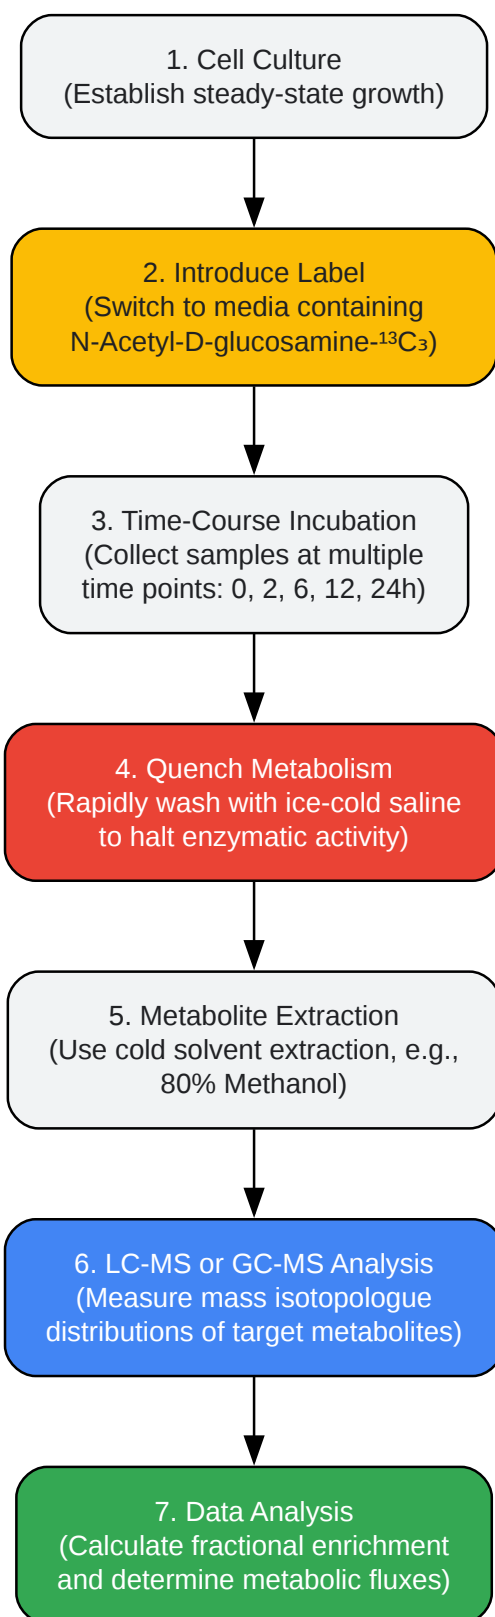 1. Cell Culture
(Establish steady-state growth)
2. Introduce Label
(Switch to media containing
N-Acetyl-D-glucosamine-¹³C₃)
3. Time-Course Incubation
(Collect samples at multiple
time points: 0, 2, 6, 12, 24h)
4. Quench Metabolism
(Rapidly wash with ice-cold saline
to halt enzymatic activity)
5. Metabolite Extraction
(Use cold solvent extraction, e.g.,
80% Methanol)
6. LC-MS or GC-MS Analysis
(Measure mass isotopologue
distributions of target metabolites)
7. Data Analysis
(Calculate fractional enrichment
and determine metabolic fluxes)